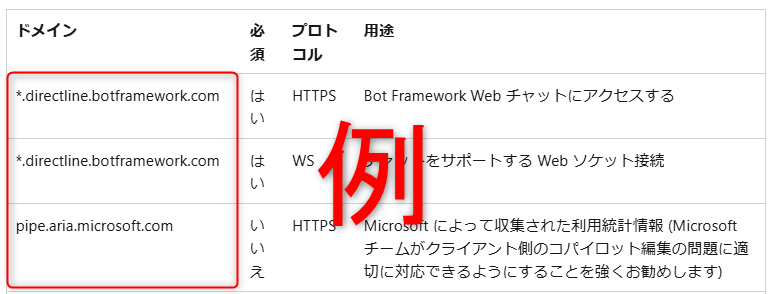 ドメイン 必須 プロトコル 用途
*.directline.botframework.com はい HTTPS Bot Framework Web チャットにアクセスする
*.directline.botframework.com はい WS をサポートする Web ソケット接続
pipe.aria.microsoft.com いいえ HTTPS Microsoft によって収集された利用統計情報 (Microsoft
チームがクライアント側のコパイロット編集の問題に適
切に対応できるようにすることを強くお勧めします)
例